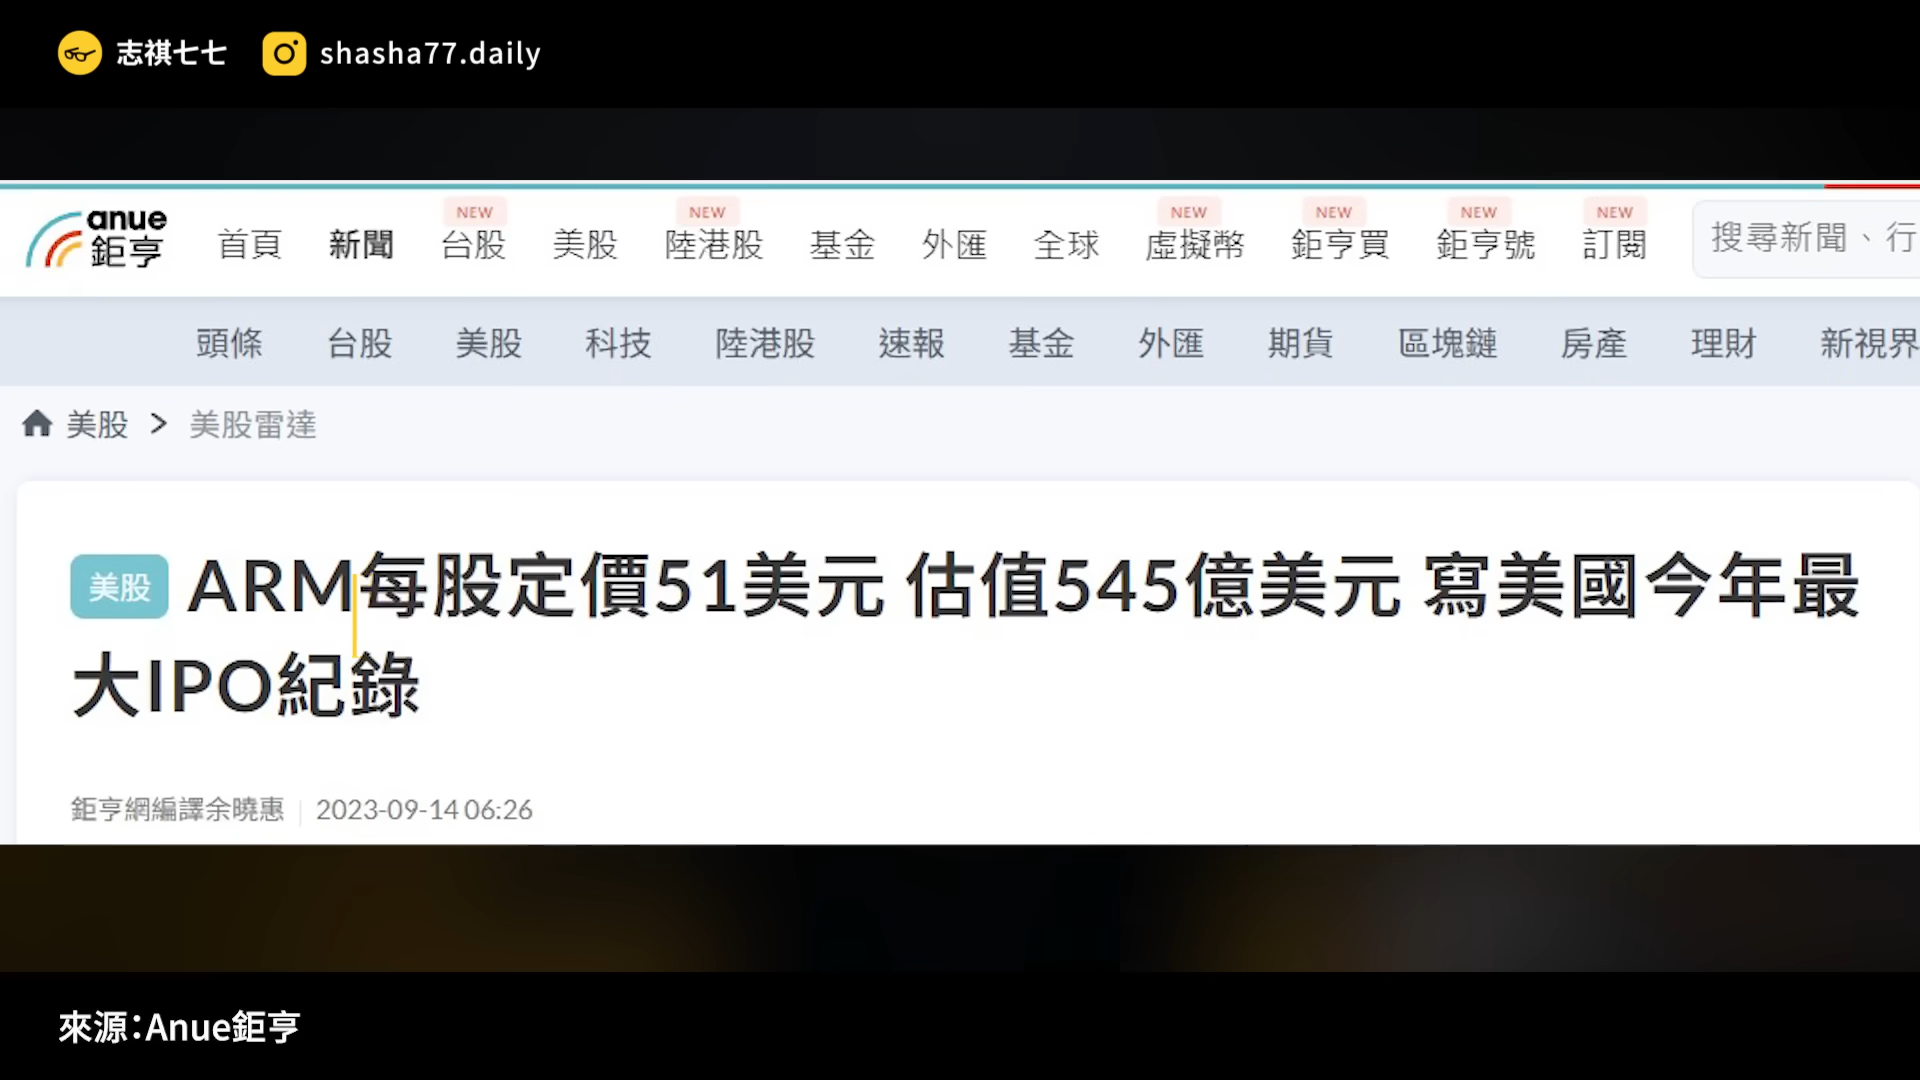 志祺七七 shasha77.daily
anue
鉅亨
NEW NEW NEW NEW NEW NEW
首頁 新聞 台股 美股 陸港股 基金 外匯 全球 虛擬幣 鉅亨買 鉅亨號 訂閱 搜尋新聞、行
頭條 台股 美股 科技 陸港股 速報 基金 外匯 期貨 區塊鏈 房產 理財 新視界
美股 > 美股雷達
美股 ARM每股定價51美元 估值545億美元 寫美國今年最
大IPO紀錄
鉅亨網編譯余曉惠 2023-09-14 06:26
來源:Anue鉅亨